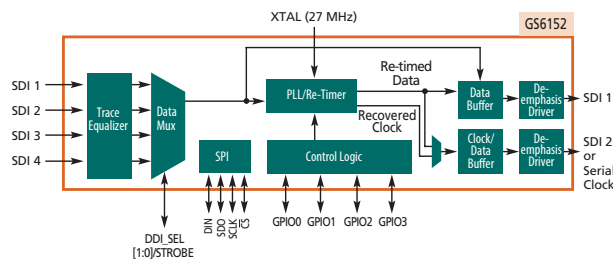 XTAL (27 MHz)
GS6152
SDI 1
SDI 2
SDI 3
SDI 4
Trace
Equalizer
Data
Mux
PLL/Re-Timer
Re-timed
Data
Recovered
Clock
Data
Buffer
De-
emphasis
Driver
SDI 1
SPI
Control Logic
Clock/
Data
Buffer
De-
emphasis
Driver
SDI 2
or
Serial
Clock
DDI_SEL
[1:0]/STROBE
DIN
SDO
SCLK
C̅S̅
GPIO0
GPIO1
GPIO2
GPIO3